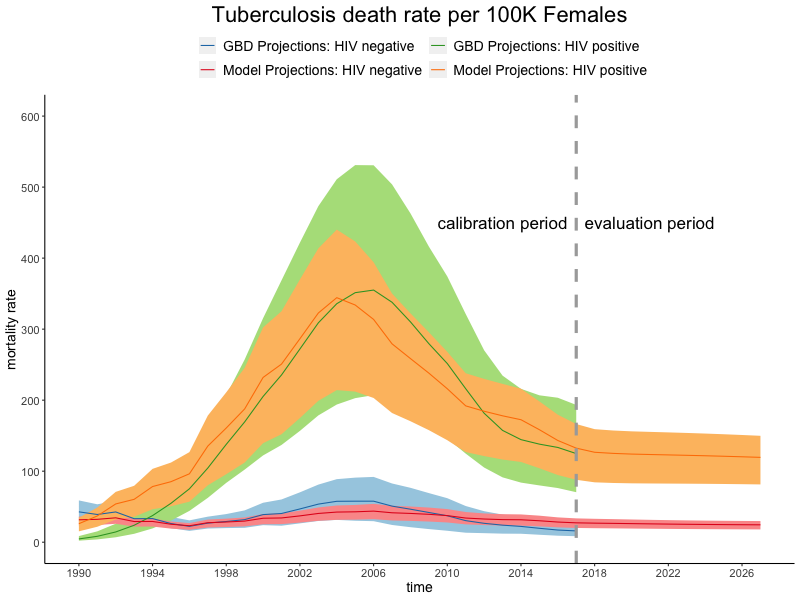 Tuberculosis death rate per 100K Females
GBD Projections: HIV negative GBD Projections: HIV positive
Model Projections: HIV negative Model Projections: HIV positive
600
500
calibration period evaluation period
400
300
200
100
0
mortality rate
1990 1994 1998 2002 2006 2010 2014 2018 2022 2026
time